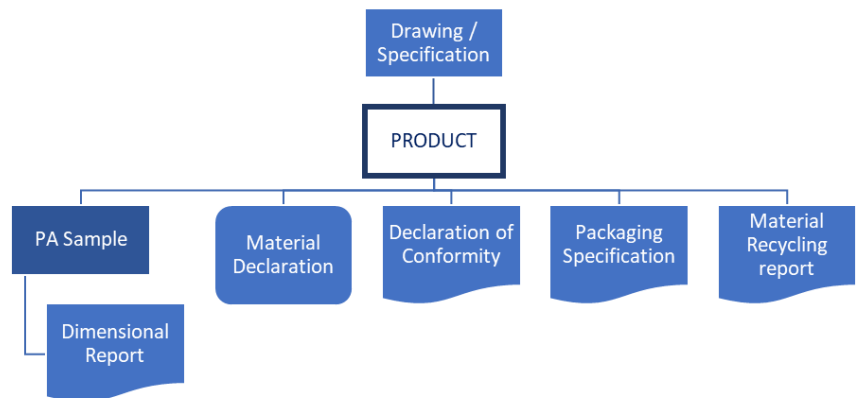 Drawing /
Specification
PRODUCT
PA Sample
Material
Declaration
Declaration of
Conformity
Packaging
Specification
Material
Recycling
report
Dimensional
Report